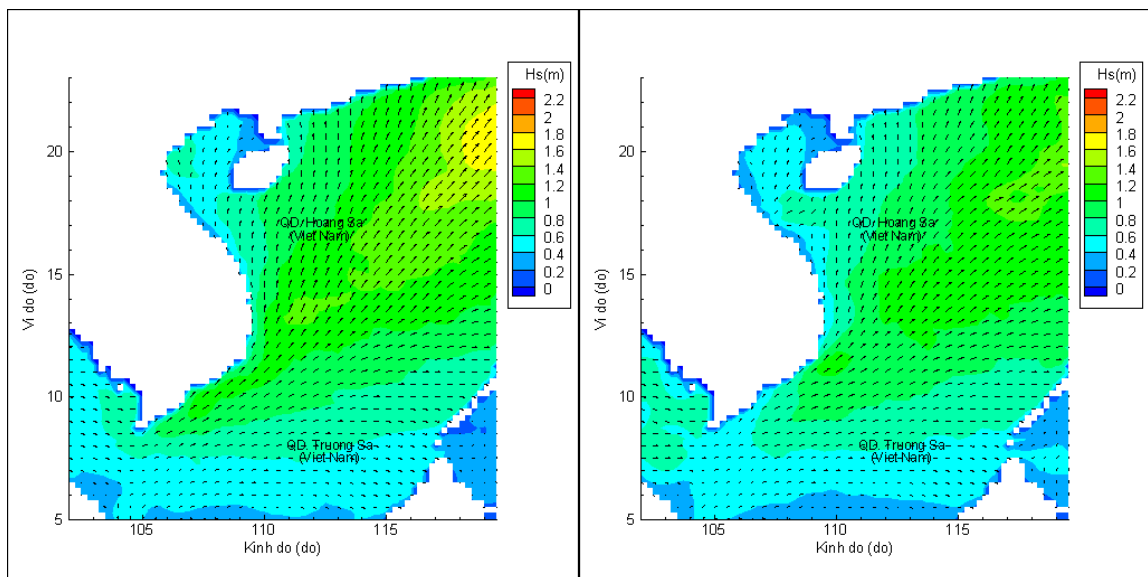 Hs(m)
2.2
2
1.8
1.6
1.4
1.2
1
0.8
0.6
0.4
0.2
0
20
15
10
5
Vi do (do)
QD. Hoang Sa
(Viet Nam)
QD. Truong Sa
(Viet Nam)
105
110
115
Kinh do (do)
Hs(m)
2.2
2
1.8
1.6
1.4
1.2
1
0.8
0.6
0.4
0.2
0
20
15
10
5
Vi do (do)
QD. Hoang Sa
(Viet Nam)
QD. Truong Sa
(Viet Nam)
105
110
115
Kinh do (do)